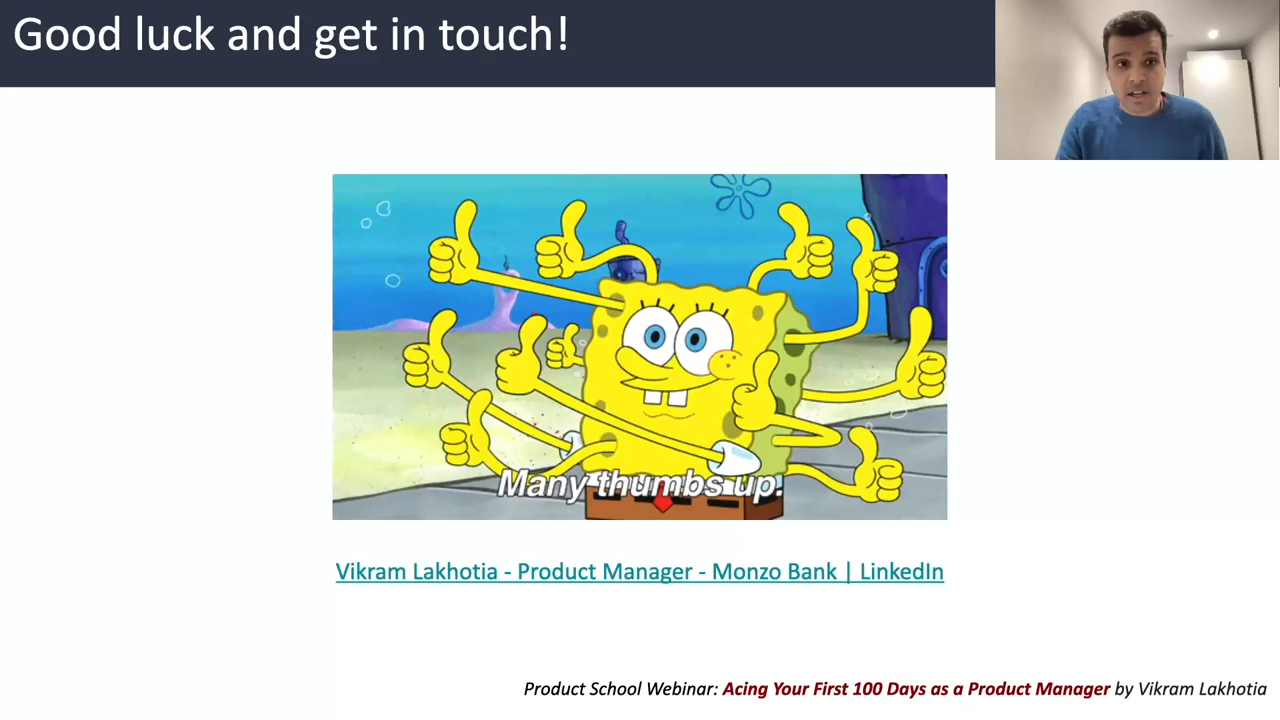 Good luck and get in touch!
Many thumbs up.
Vikram Lakhotia - Product Manager - Monzo Bank | LinkedIn
Product School Webinar: Acing Your First 100 Days as a Product Manager by Vikram Lakhotia